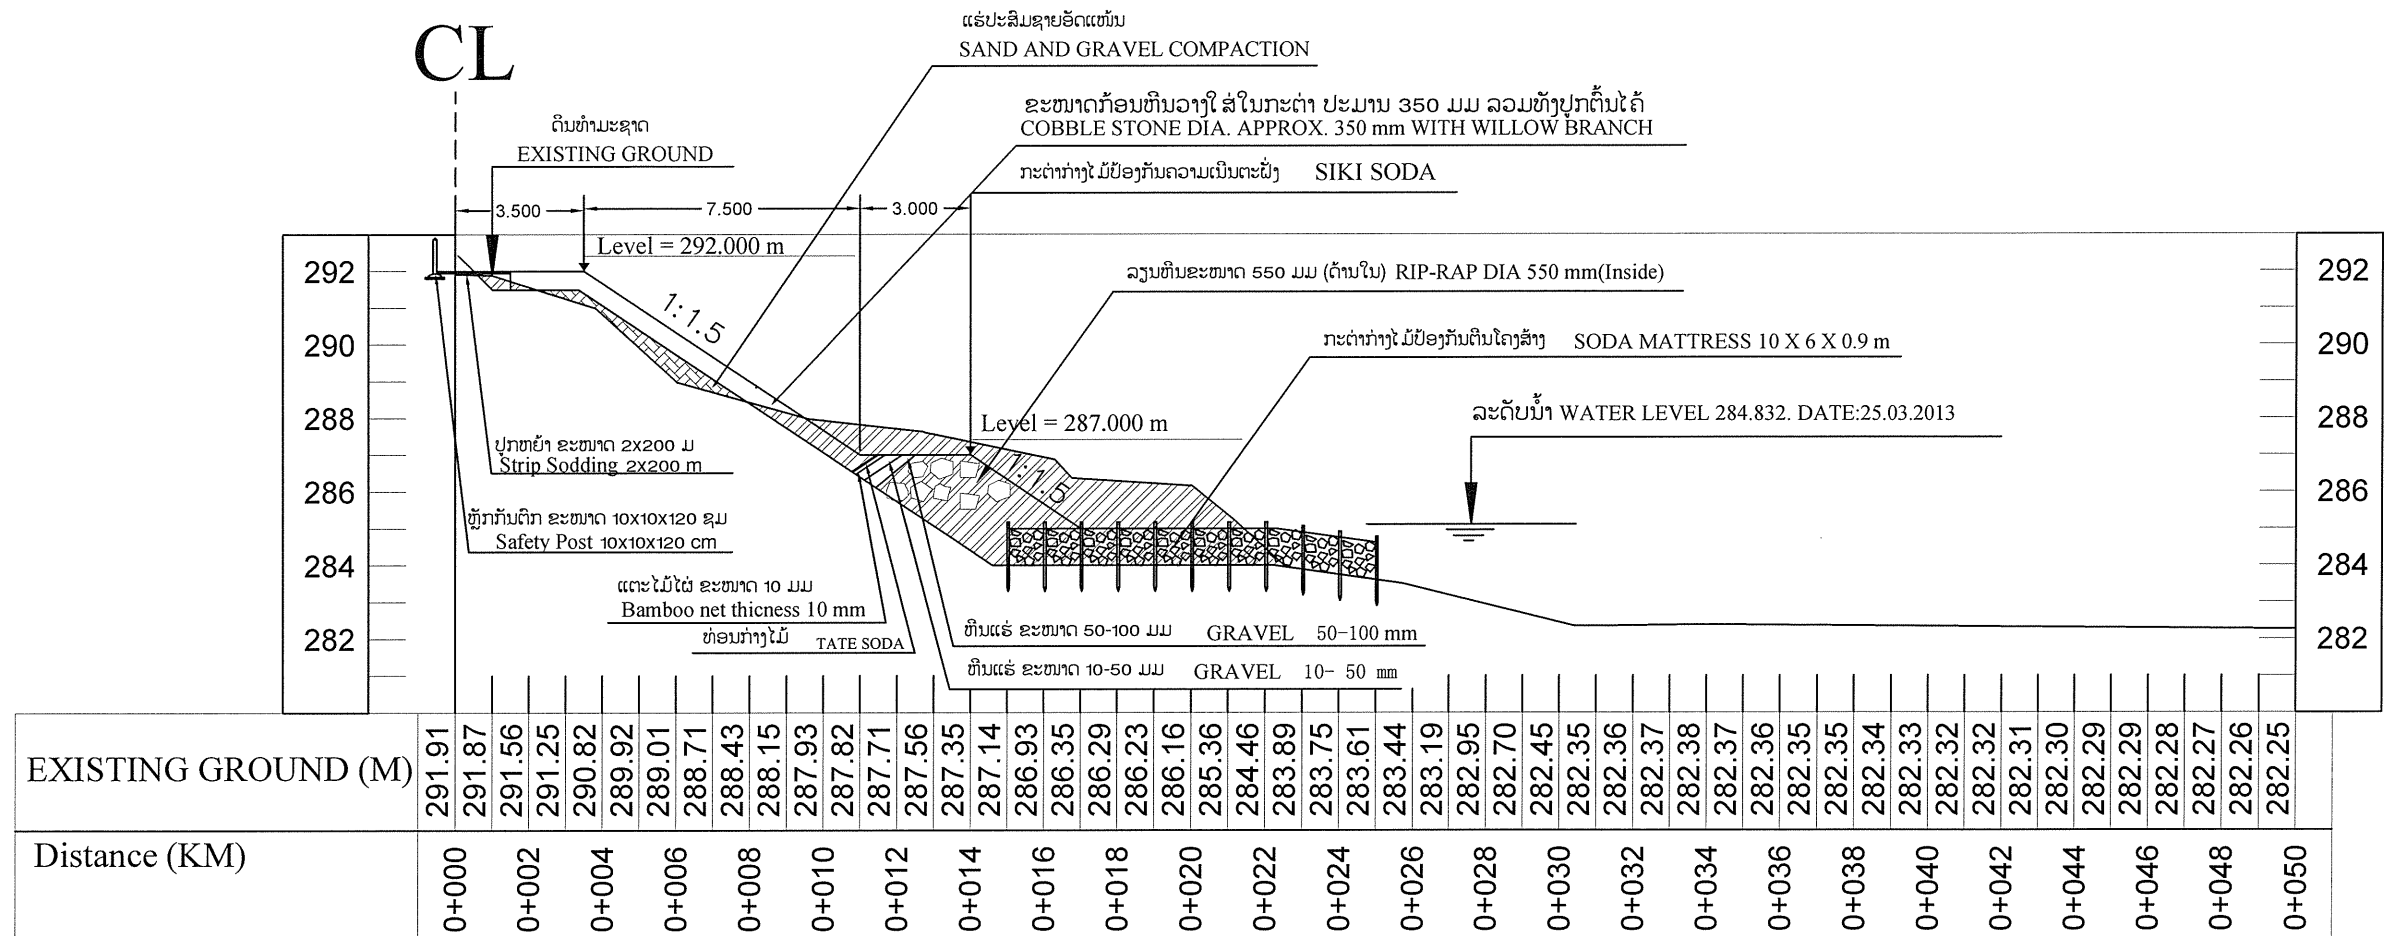 CL
ແຮ່ປະສົມຊາຍອັດແໜ້ນ
SAND AND GRAVEL COMPACTION
ຂະໜາດກ້ອນຫີນວາງໃສ່ໃນກະຕ່າ ປະມານ 350 ມມ ລວມທັງປູກຕົ້ນໄຄ້
COBBLE STONE DIA. APPROX. 350 mm WITH WILLOW BRANCH
ດິນທຳມະຊາດ
EXISTING GROUND
ກະຕ່າກ່າງໄມ້ປ້ອງກັນຄວາມເນີນຕະຝັ່ງ SIKI SODA
3.500 7.500 3.000
Level = 292.000 m
292 292
ລຽນຫີນຂະໜາດ 550 ມມ (ດ້ານໃນ) RIP-RAP DIA 550 mm(Inside)
1:1.5
290 290
ກະຕ່າກ່າງໄມ້ປ້ອງກັນຕີນໂຄງສ້າງ SODA MATTRESS 10 X 6 X 0.9 m
288 288
ລະດັບນ້ຳ WATER LEVEL 284.832. DATE:25.03.2013
Level = 287.000 m
ປູກຫຍ້າ ຂະໜາດ 2x200 ມ
Strip Sodding 2x200 m
1:1.5
286 286
ຫຼັກກັນຕົກ ຂະໜາດ 10x10x120 ຊມ
Safety Post 10x10x120 cm
284 284
ແຕະໄມ້ໄຜ່ ຂະໜາດ 10 ມມ
Bamboo net thicness 10 mm
ທ່ອນກ່າງໄມ້ TATE SODA
ຫີນແຮ່ ຂະໜາດ 50-100 ມມ GRAVEL 50-100 mm
282 282
ຫີນແຮ່ ຂະໜາດ 10-50 ມມ GRAVEL 10- 50 mm
EXISTING GROUND (M) 291.91 291.87 291.56 291.25 290.82 289.92 289.01 288.71 288.43 288.15 287.93 287.82 287.71 287.56 287.35 287.14 286.93 286.35 286.29 286.23 286.16 285.36 284.46 283.89 283.75 283.61 283.44 283.19 282.95 282.70 282.45 282.35 282.36 282.37 282.38 282.37 282.36 282.35 282.35 282.34 282.33 282.32 282.32 282.31 282.30 282.29 282.29 282.28 282.27 282.26 282.25
Distance (KM) 0+000 0+002 0+004 0+006 0+008 0+010 0+012 0+014 0+016 0+018 0+020 0+022 0+024 0+026 0+028 0+030 0+032 0+034 0+036 0+038 0+040 0+042 0+044 0+046 0+048 0+050